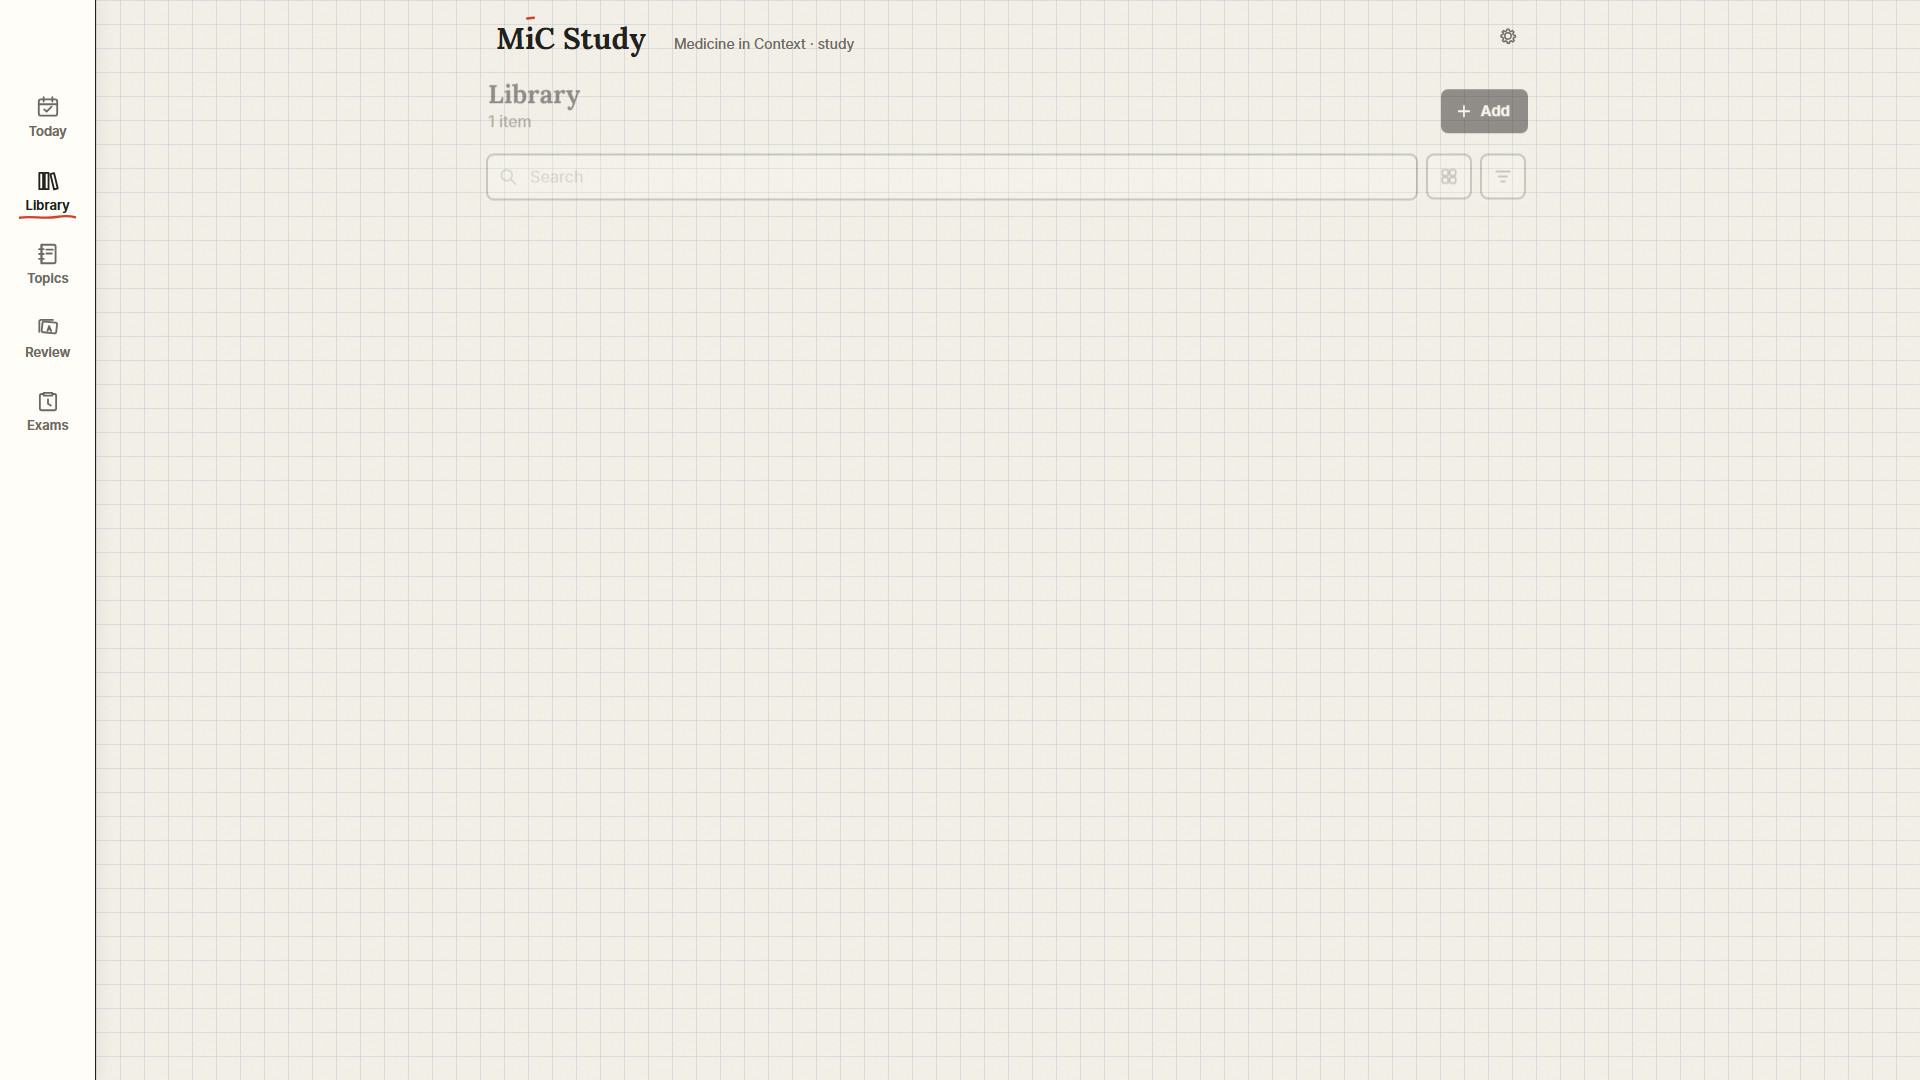 MiC Study
Medicine in Context · study
Library
1 item
+ Add
Search
Today
Library
Topics
Review
Exams